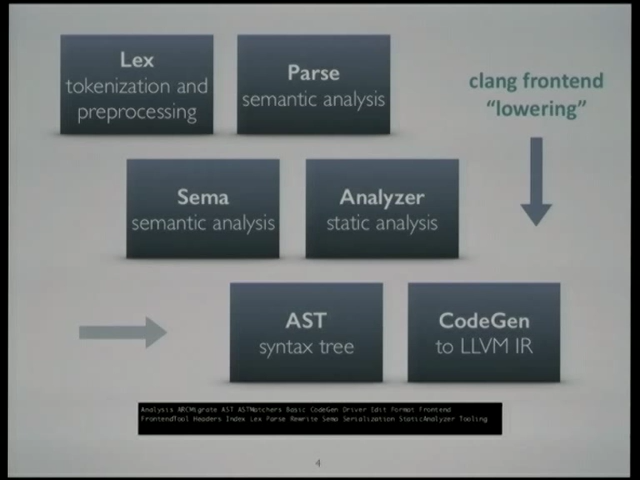 Lex
tokenization and
preprocessing
Parse
semantic analysis
clang frontend
“lowering”
Sema
semantic analysis
Analyzer
static analysis
AST
syntax tree
CodeGen
to LLVM IR
Analysis ARCMigrate AST ASTMatchers Basic CodeGen Driver Edit Format Frontend
FrontendTool Headers Index Lex Parse Rewrite Sema Serialization StaticAnalyzer Tooling
4